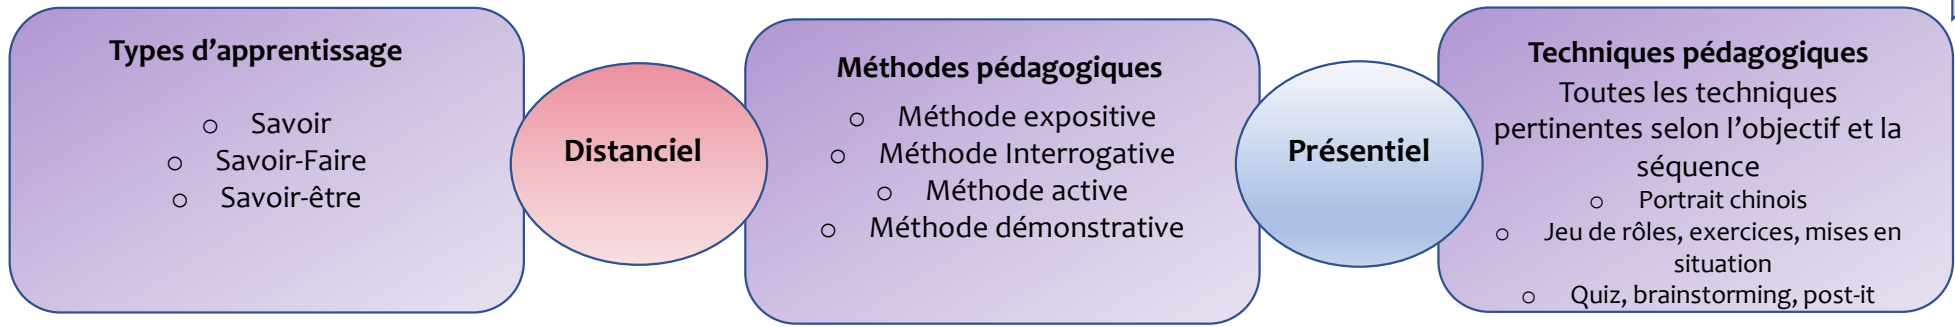 Types d’apprentissage
o Savoir
o Savoir-Faire
o Savoir-être
Distanciel
Méthodes pédagogiques
o Méthode expositive
o Méthode Interrogative
o Méthode active
o Méthode démonstrative
Présentiel
Techniques pédagogiques
Toutes les techniques
pertinentes selon l’objectif et la
séquence
o Portrait chinois
o Jeu de rôles, exercices, mises en
situation
o Quiz, brainstorming, post-it